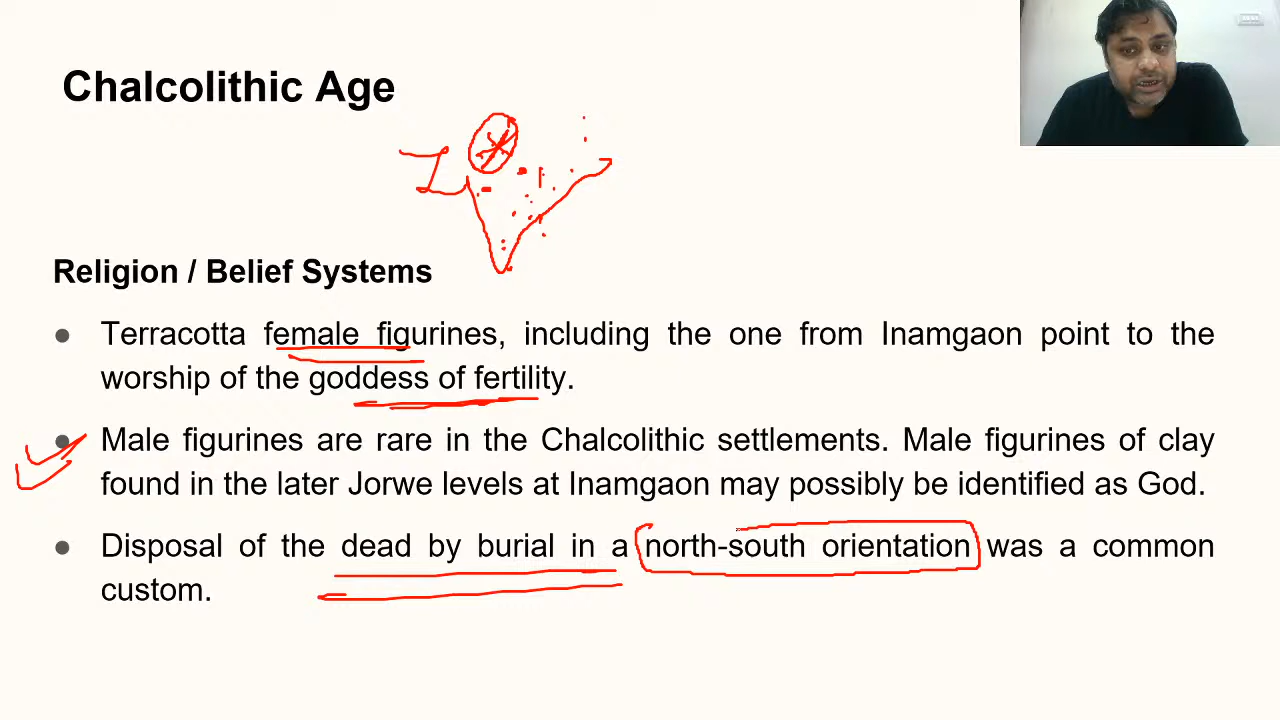 Chalcolithic Age
Religion / Belief Systems
● Terracotta female figurines, including the one from Inamgaon point to the
worship of the goddess of fertility.
● Male figurines are rare in the Chalcolithic settlements. Male figurines of clay
found in the later Jorwe levels at Inamgaon may possibly be identified as God.
● Disposal of the dead by burial in a north-south orientation was a common
custom.